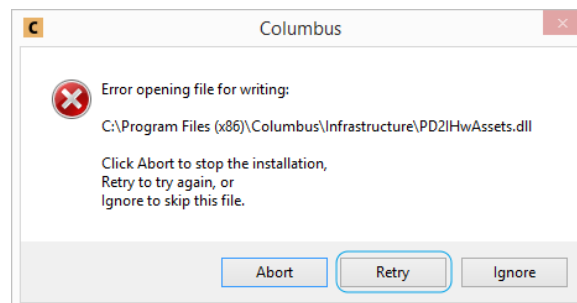 C
Columbus
Error opening file for writing:
C:\Program Files (x86)\Columbus\Infrastructure\PD2IHwAssets.dll
Click Abort to stop the installation,
Retry to try again, or
Ignore to skip this file.
Abort Retry Ignore